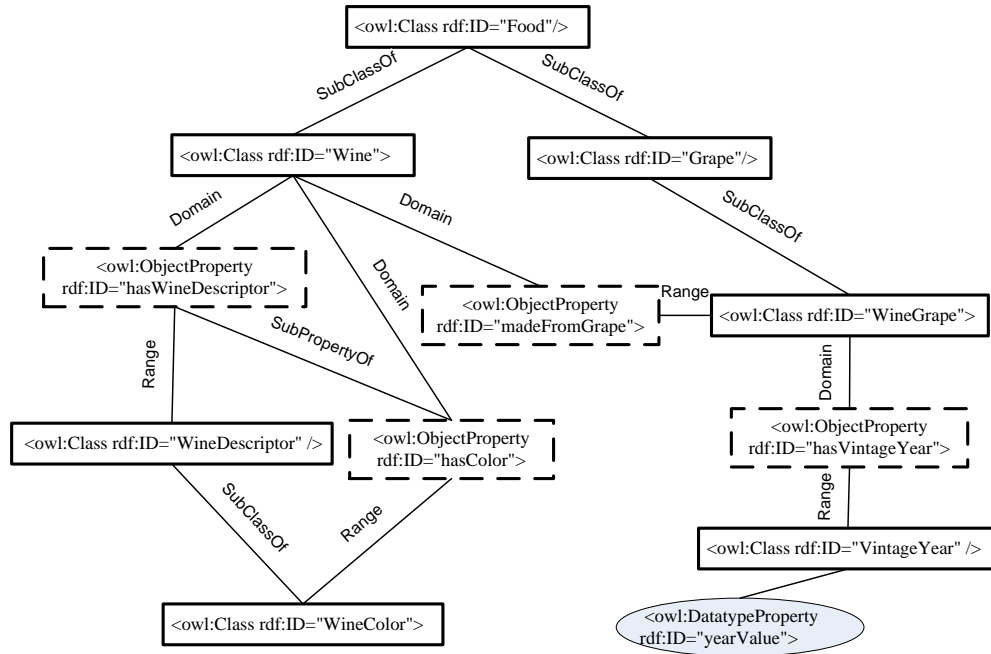 <owl:Class rdf:ID="Food"/>
SubClassOf
SubClassOf
<owl:Class rdf:ID="Wine">
<owl:Class rdf:ID="Grape"/>
Domain
Domain
SubClassOf
Domain
<owl:ObjectProperty
rdf:ID="hasWineDescriptor">
<owl:ObjectProperty
rdf:ID="madeFromGrape">
Range
<owl:Class rdf:ID="WineGrape">
SubPropertyOf
Range
Domain
<owl:Class rdf:ID="WineDescriptor" />
<owl:ObjectProperty
rdf:ID="hasColor">
<owl:ObjectProperty
rdf:ID="hasVintageYear">
SubClassOf
Range
Range
<owl:Class rdf:ID="VintageYear" />
<owl:Class rdf:ID="WineColor">
<owl:DatatypeProperty
rdf:ID="yearValue">